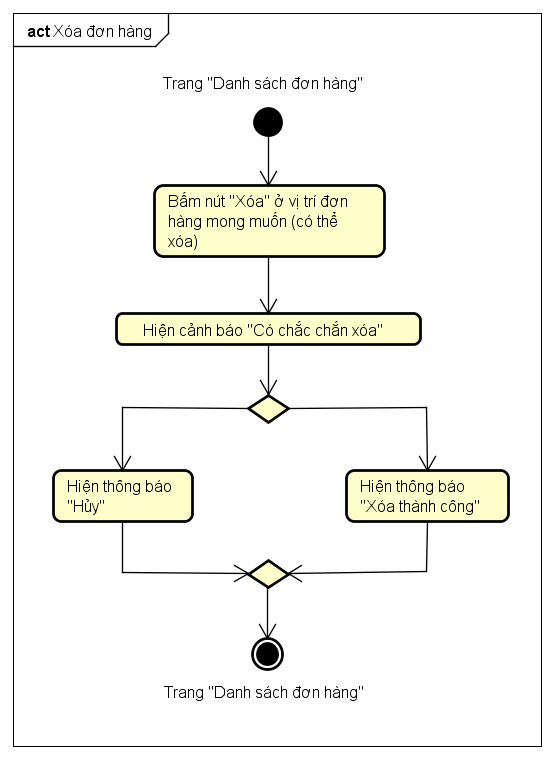 act Xóa đơn hàng
Trang "Danh sách đơn hàng"
Bấm nút "Xóa" ở vị trí đơn
hàng mong muốn (có thể
xóa)
Hiện cảnh báo "Có chắc chắn xóa"
Hiện thông báo
"Hủy"
Hiện thông báo
"Xóa thành công"
Trang "Danh sách đơn hàng"